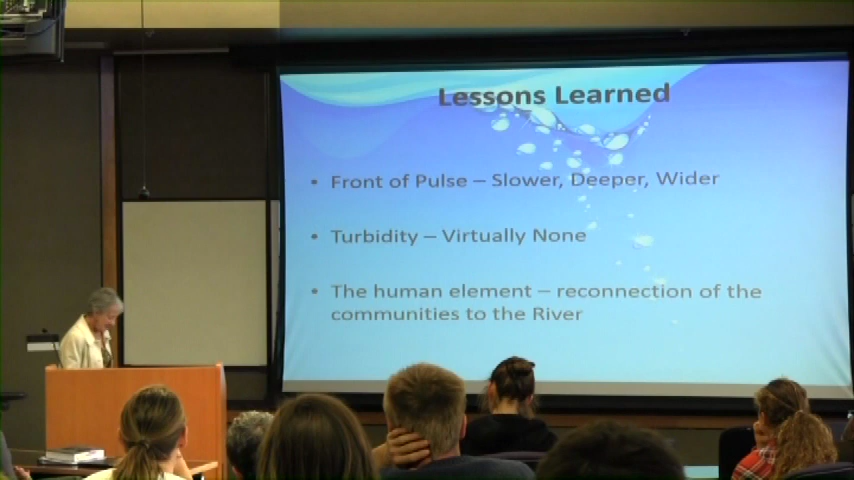 Lessons Learned
• Front of Pulse – Slower, Deeper, Wider
• Turbidity – Virtually None
• The human element – reconnection of the
communities to the River